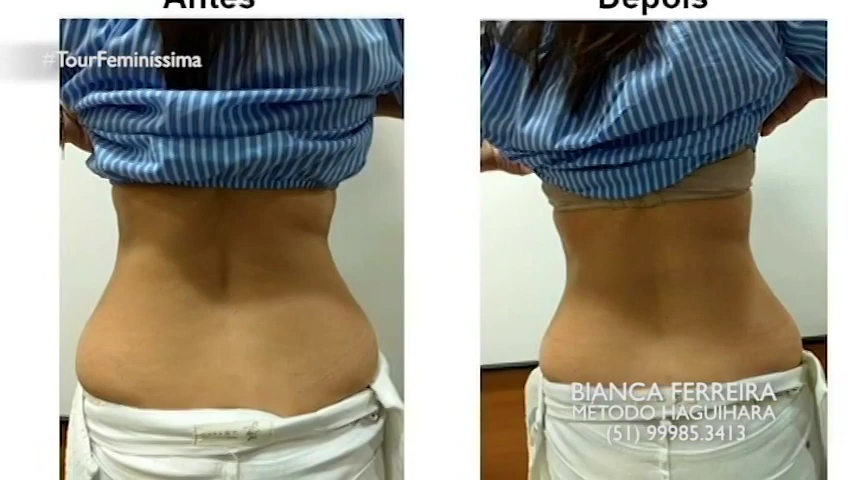 Antes
Depois
#TourFeminíssima
BIANCA FERREIRA
MÉTODO HAGUIHARA
(51) 99985.3413